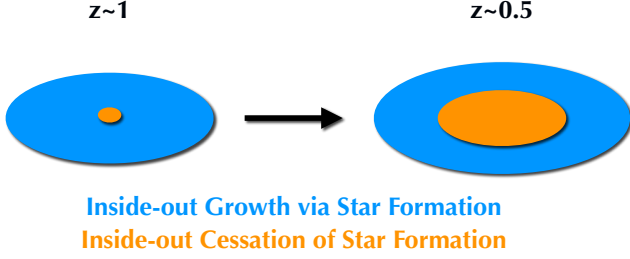 z~1
z~0.5
Inside-out Growth via Star Formation
Inside-out Cessation of Star Formation